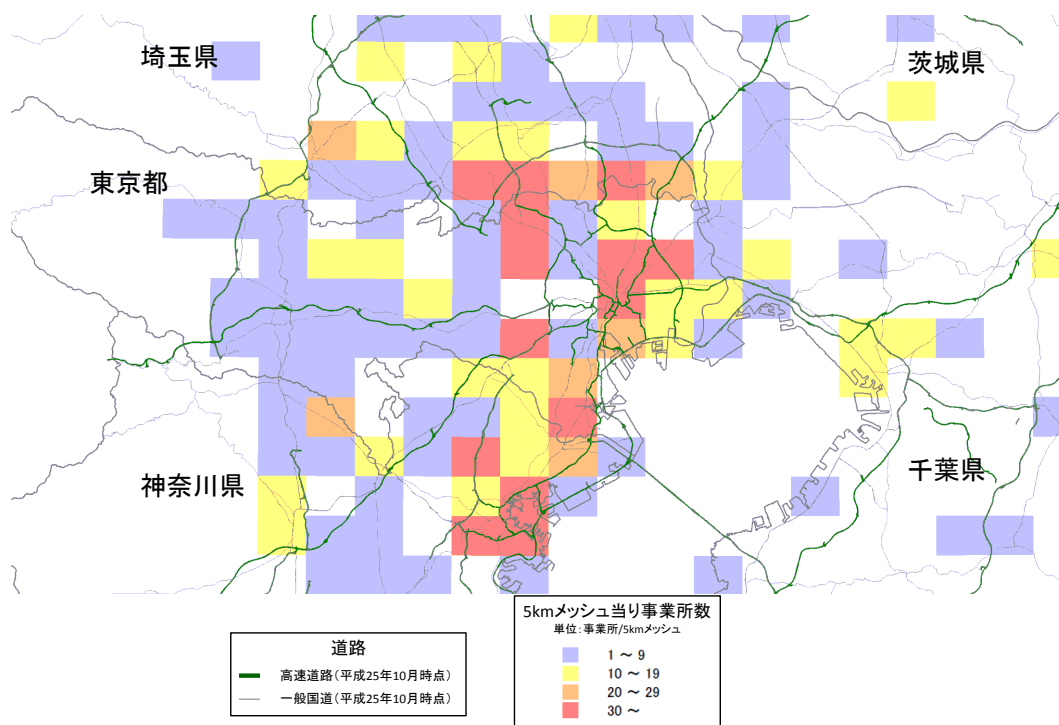 埼玉県
茨城県
東京都
神奈川県
千葉県
道路
高速道路(平成25年10月時点)
一般国道(平成25年10月時点)
5kmメッシュ当り事業所数
単位:事業所/5kmメッシュ
1 ~ 9
10 ~ 19
20 ~ 29
30 ~